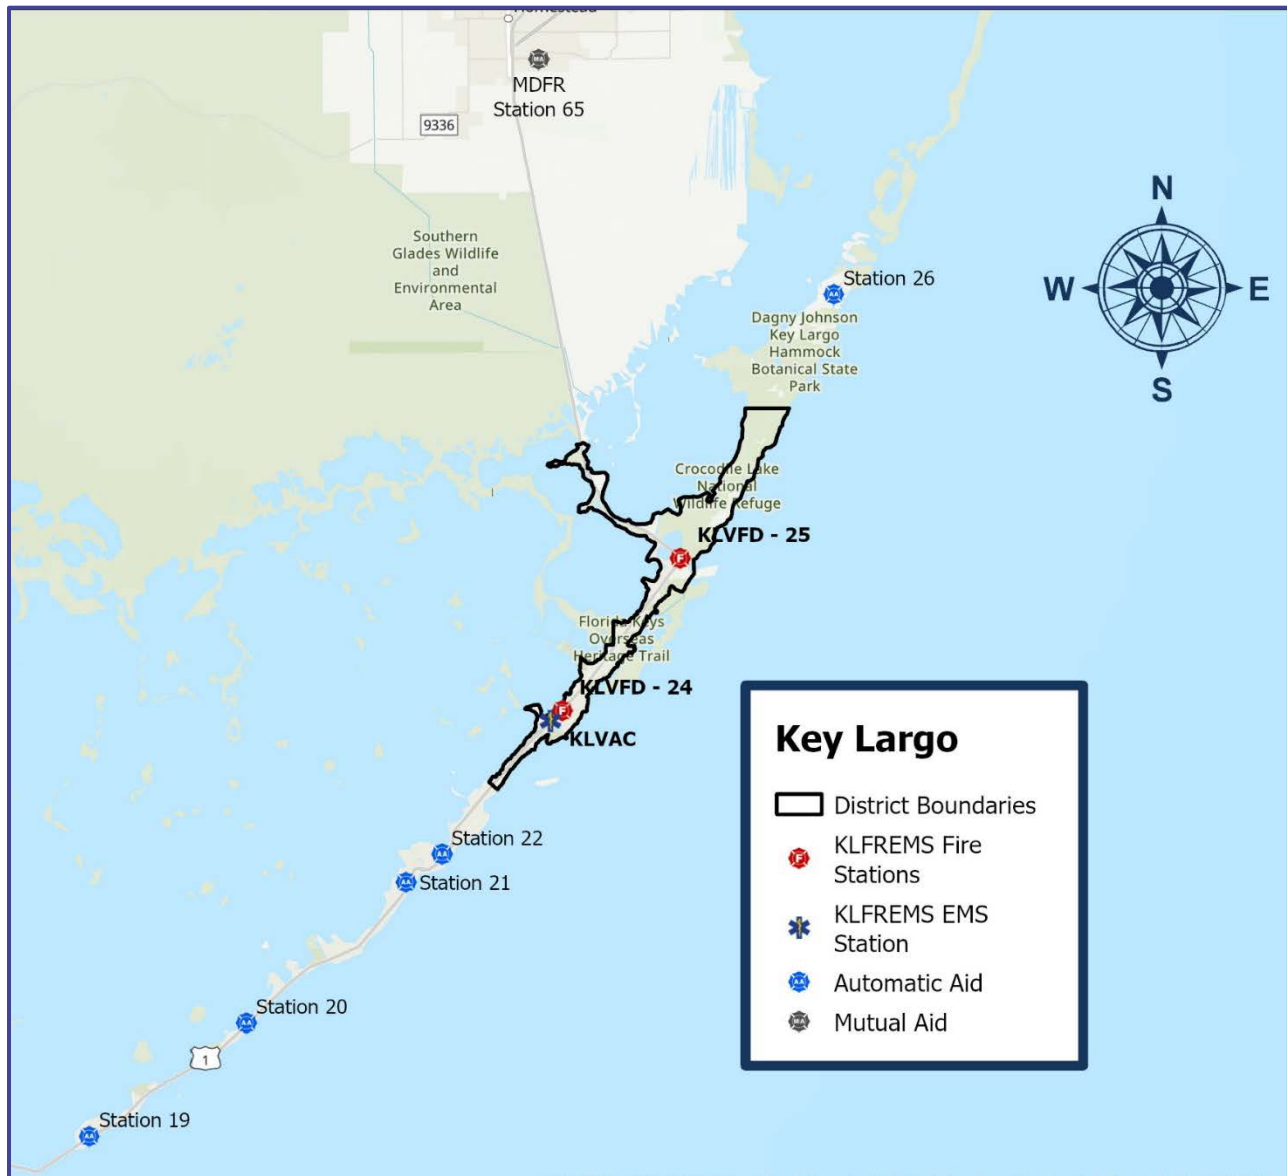 Homestead
MDFR
Station 65
9336
Southern
Glades Wildlife
and
Environmental
Area
Station 26
Dagny Johnson
Key Largo
Hammock
Botanical State
Park
N
W
E
S
Crocodile Lake
National
Wildlife Refuge
KLVFD - 25
Florida Keys
Overseas
Heritage Trail
KLVFD - 24
KLVAC
Station 22
Station 21
Station 20
1
Station 19
Key Largo
District Boundaries
F
KLFREMS Fire
Stations
KLFREMS EMS
Station
AA
Automatic Aid
MA
Mutual Aid